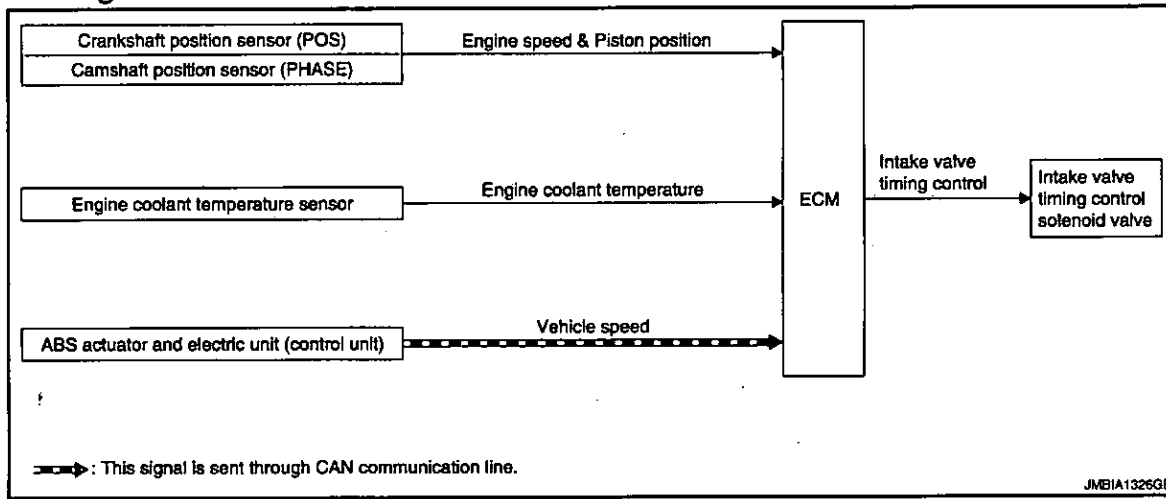 Crankshaft position sensor (POS)
Engine speed & Piston position
Camshaft position sensor (PHASE)
Engine coolant temperature sensor
Engine coolant temperature
ECM
Intake valve
timing control
Intake valve
timing control
solenoid valve
ABS actuator and electric unit (control unit)
Vehicle speed
: This signal is sent through CAN communication line.